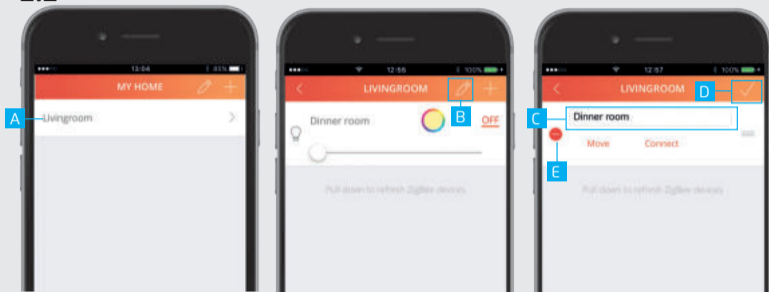 13:04
85%
MY HOME
A
Livingroom
12:56
100%
LIVINGROOM
B
Dinner room
OFF
Pull down to refresh ZigBee devices
12:57
100%
LIVINGROOM
D
C
Dinner room
E
Move
Connect
Pull down to refresh ZigBee devices